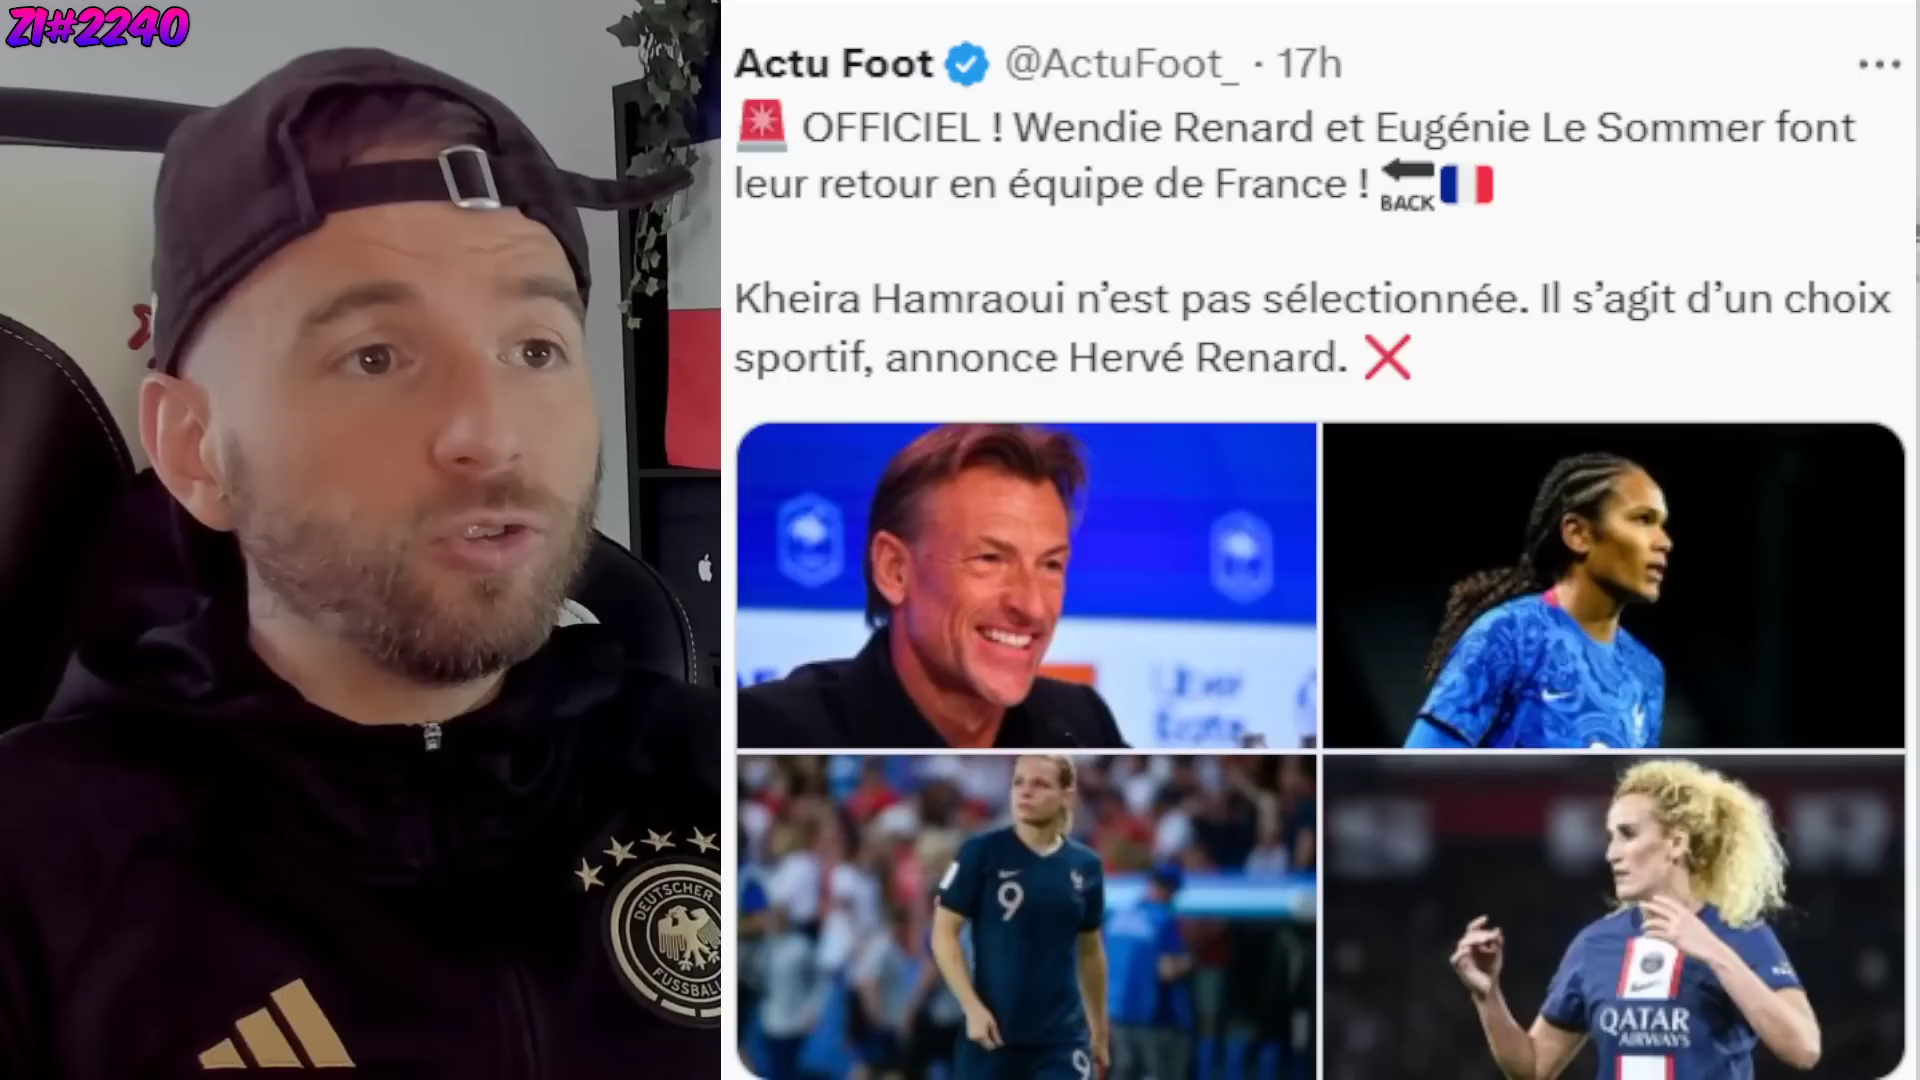 ZI#2240
Actu Foot @ActuFoot_ · 17h
OFFICIEL ! Wendie Renard et Eugénie Le Sommer font
leur retour en équipe de France !
BACK
Kheira Hamraoui n’est pas sélectionnée. Il s’agit d’un choix
sportif, annonce Hervé Renard.
DEUTSCHER
FUSSBALL
9
9
QATAR
AIRWAYS